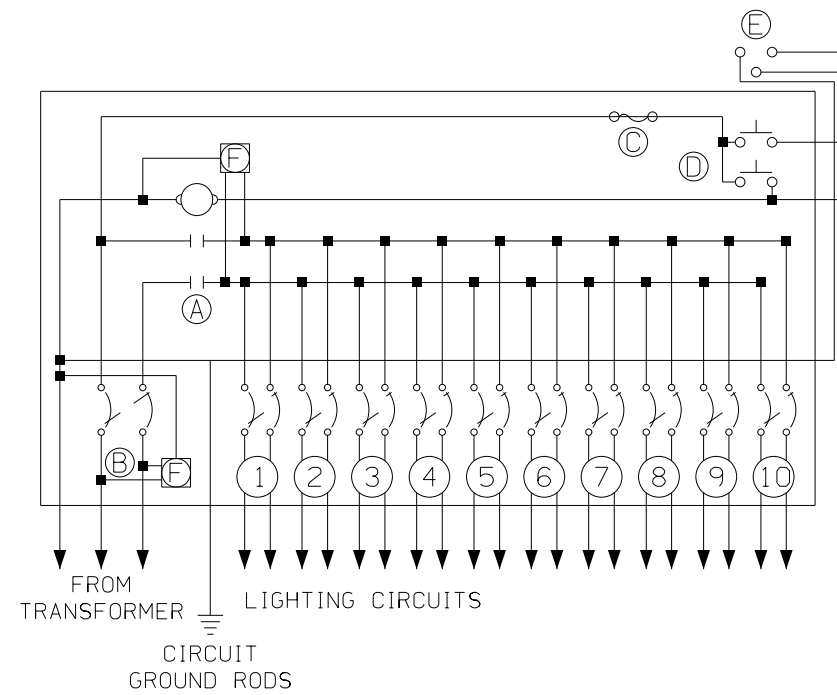 E
C
D
F
A
B
F
1 2 3 4 5 6 7 8 9 10
FROM
TRANSFORMER
LIGHTING CIRCUITS
CIRCUIT
GROUND RODS